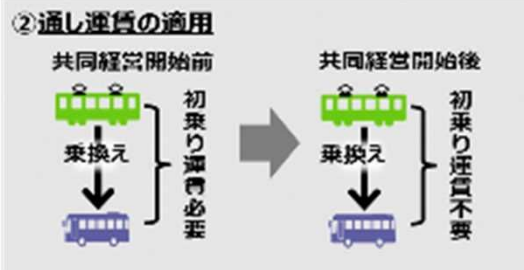 ②通し運賃の適用
共同経営開始前
共同経営開始後
乗換え
初乗り運賃必要
乗換え
初乗り運賃不要